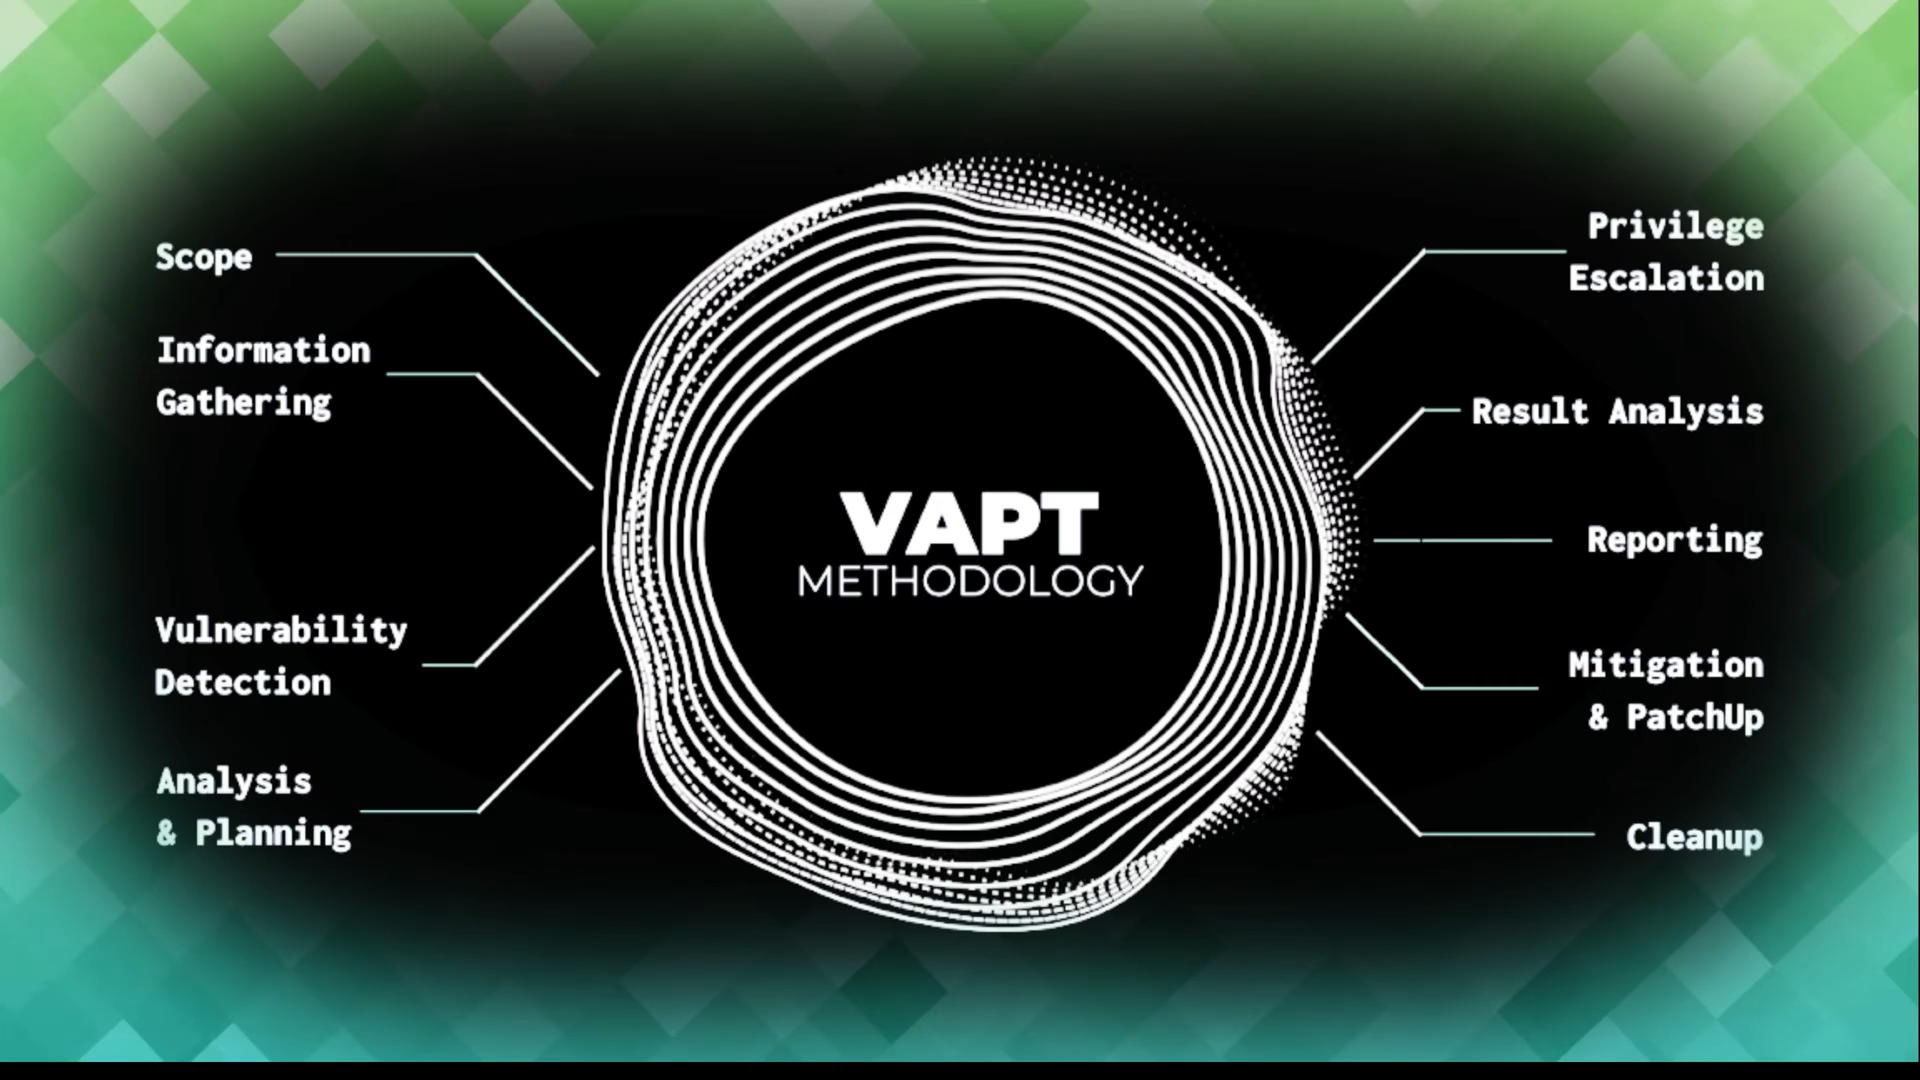 Scope
Information
Gathering
Vulnerability
Detection
Analysis
& Planning
VAPT
METHODOLOGY
Privilege
Escalation
Result Analysis
Reporting
Mitigation
& PatchUp
Cleanup